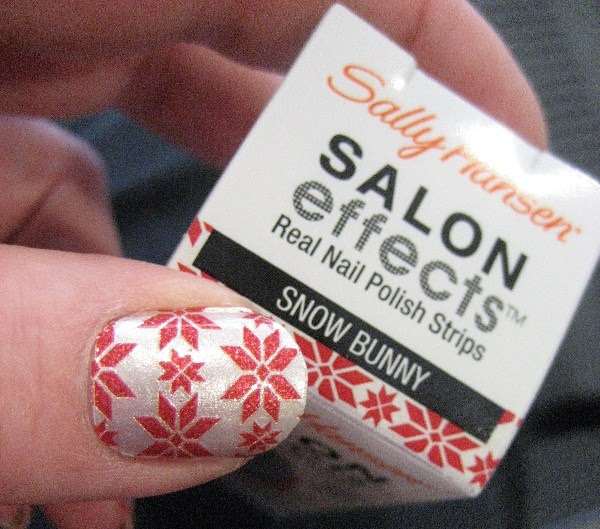 Sally Hansen®
SALON
effects™
Real Nail Polish Strips
SNOW BUNNY